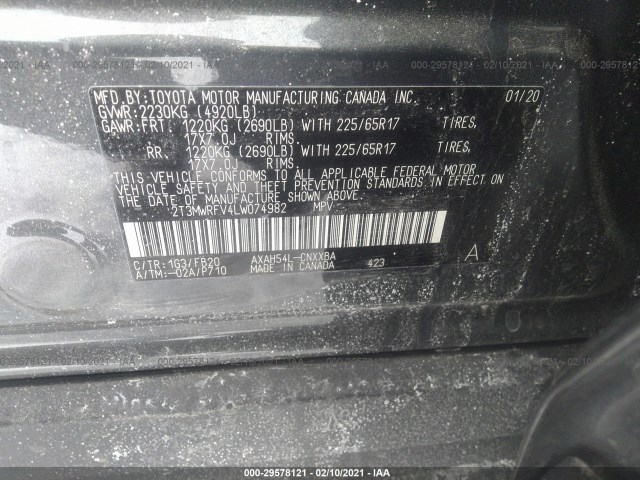 000-29578121 - 02/10/2021 - IAA
MFD.BY:TOYOTA MOTOR MANUFACTURING CANADA INC. 01/20
GVWR:2230KG (4920LB)
GAWR:FRT. 1220KG (2690LB) WITH 225/65R17 TIRES,
17X7.0J RIMS.
RR. 1220KG (2690LB) WITH 225/65R17 TIRES,
17X7.0J RIMS.
THIS VEHICLE CONFORMS TO ALL APPLICABLE FEDERAL MOTOR
VEHICLE SAFETY AND THEFT PREVENTION STANDARDS IN EFFECT ON
THE DATE OF MANUFACTURE SHOWN ABOVE.
2T3MWRFV4LW074982 MPV
C/TR:1G3/FB20 AXAH54L-CNXXBA
A/TM:-02A/P710 MADE IN CANADA 423 A
000-29578121 - 02/10/2021 - IAA